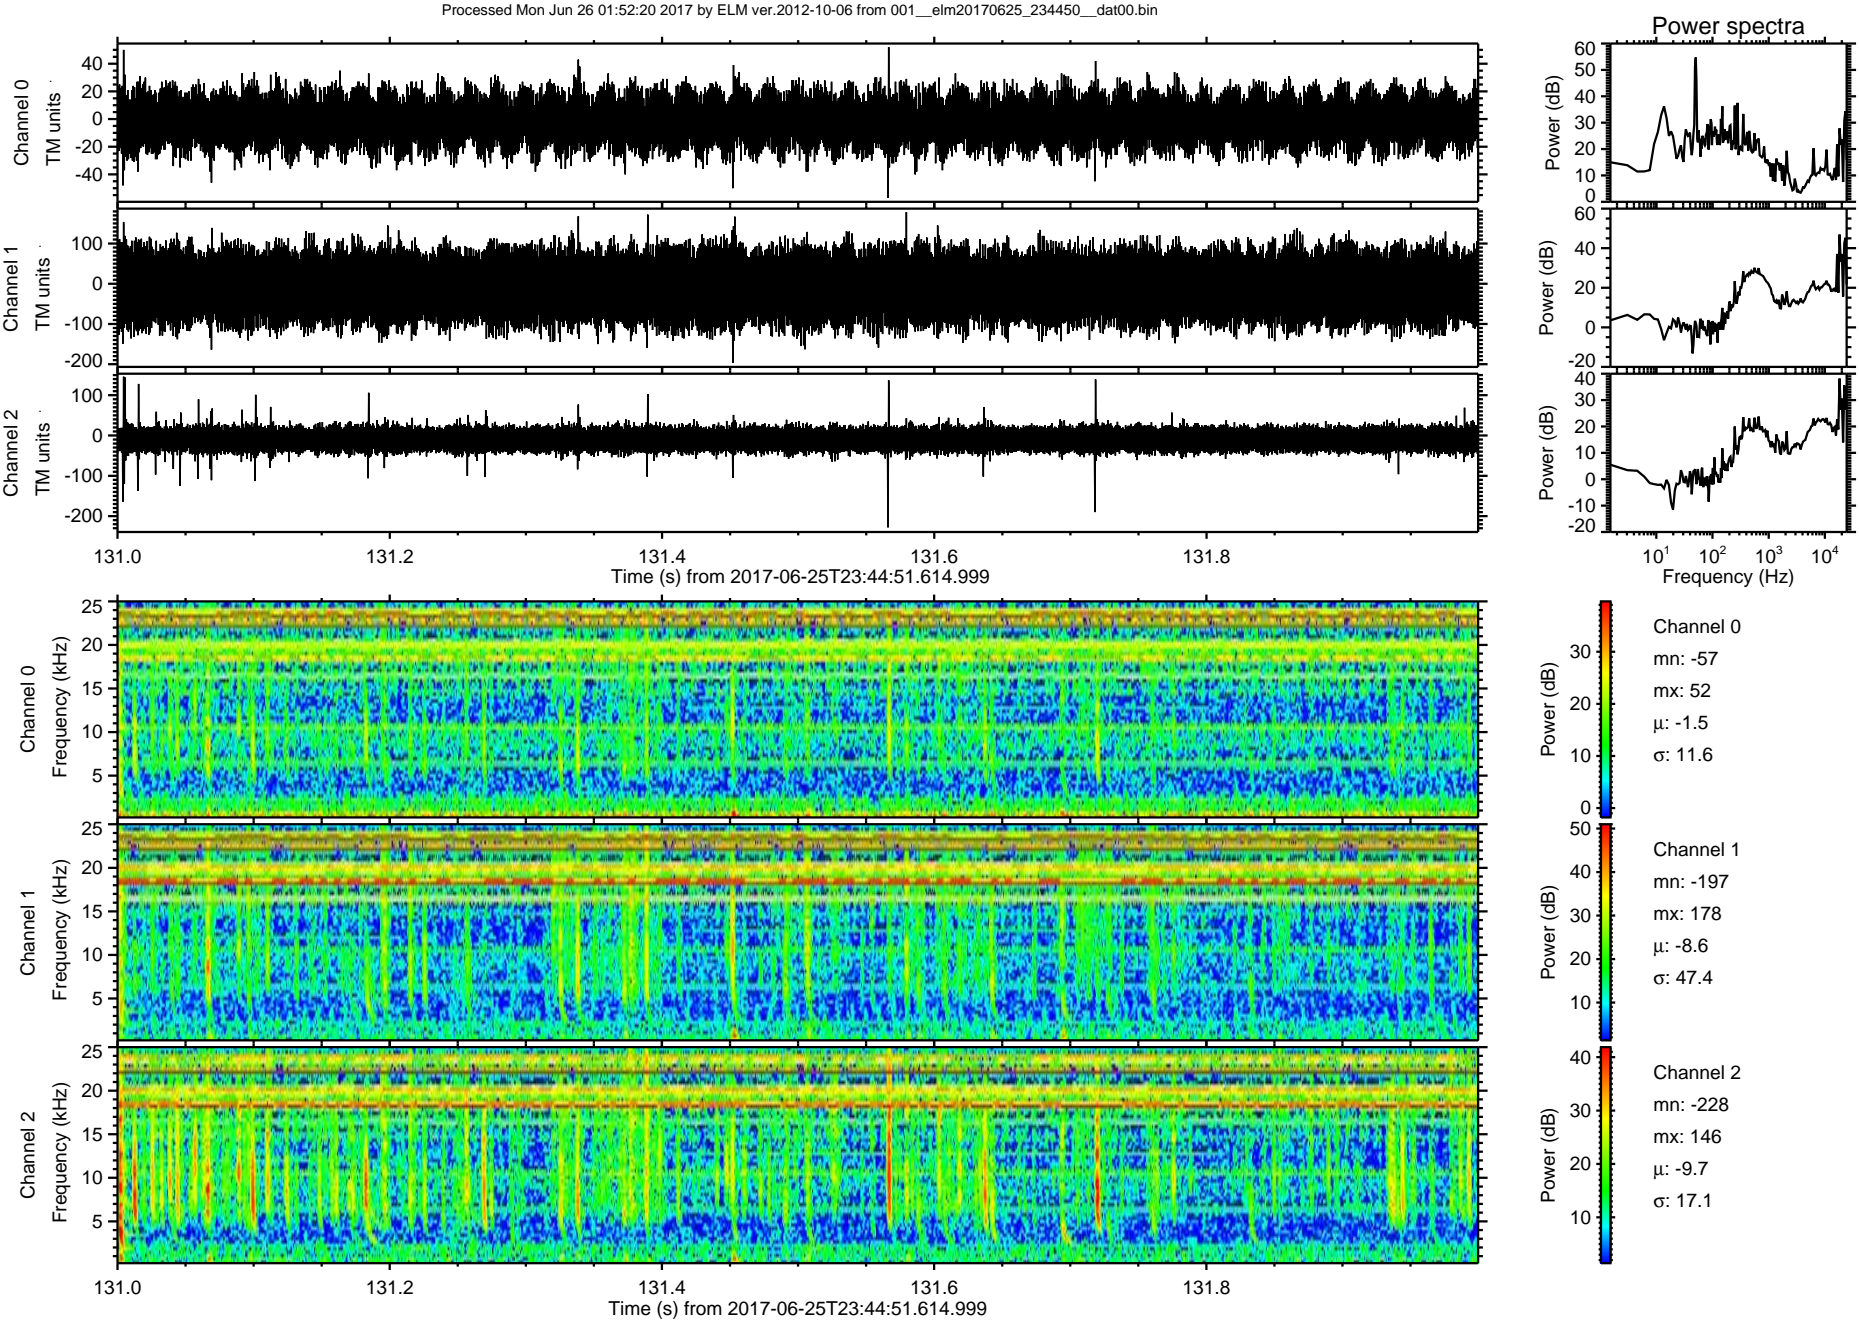 Processed Mon Jun 26 01:52:20 2017 by ELM ver.2012-10-06 from 001__elm20170625_234450__dat00.bin
Power spectra
Channel 0
TM units
40
20
0
-20
-40
Power (dB)
60
50
40
30
20
10
0
Channel 1
TM units
100
0
-100
-200
Power (dB)
60
40
20
0
-20
Channel 2
TM units
100
0
-100
-200
Power (dB)
40
30
20
10
0
-10
-20
131.0 131.2 131.4 131.6 131.8
Time (s) from 2017-06-25T23:44:51.614.999
10^1 10^2 10^3 10^4
Frequency (Hz)
Channel 0
Frequency (kHz)
25
20
15
10
5
Power (dB)
30
20
10
0
Channel 0
mn: -57
mx: 52
μ: -1.5
σ: 11.6
Channel 1
Frequency (kHz)
25
20
15
10
5
Power (dB)
50
40
30
20
10
Channel 1
mn: -197
mx: 178
μ: -8.6
σ: 47.4
Channel 2
Frequency (kHz)
25
20
15
10
5
Power (dB)
40
30
20
10
Channel 2
mn: -228
mx: 146
μ: -9.7
σ: 17.1
131.0 131.2 131.4 131.6 131.8
Time (s) from 2017-06-25T23:44:51.614.999